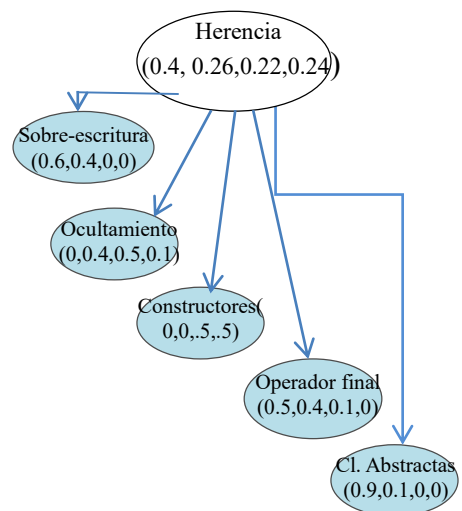 Herencia
(0.4, 0.26,0.22,0.24)
Sobre-escritura
(0.6,0.4,0,0)
Ocultamiento
(0,0.4,0.5,0.1)
Constructores(
0,0,.5,.5)
Operador final
(0.5,0.4,0.1,0)
Cl. Abstractas
(0.9,0.1,0,0)